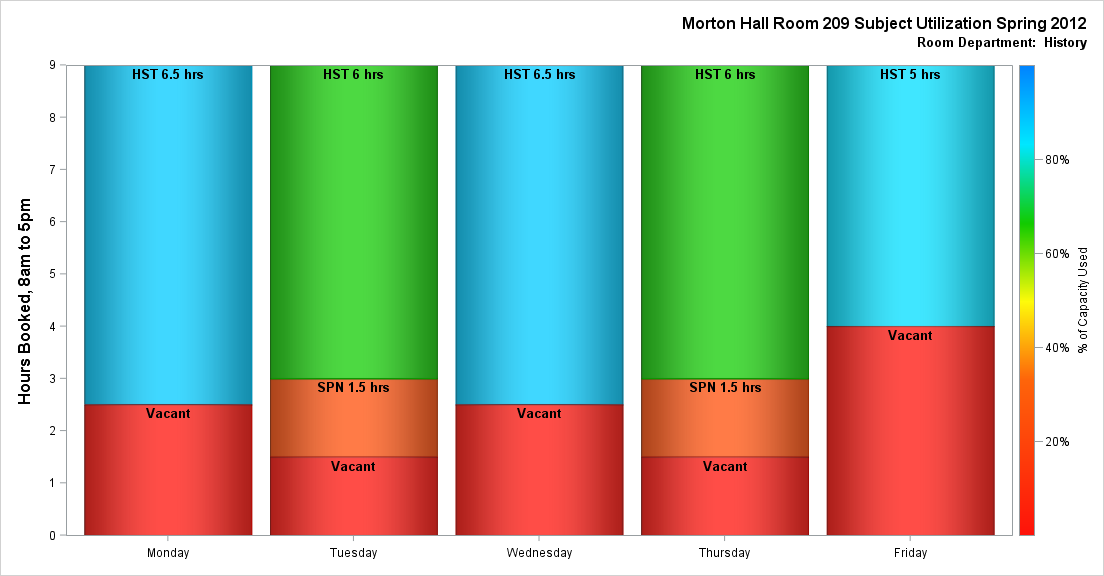 Morton Hall Room 209 Subject Utilization Spring 2012
Room Department:  History
Hours Booked, 8am to 5pm
9
8
7
6
5
4
3
2
1
0
HST 6.5 hrs
Vacant
HST 6 hrs
SPN 1.5 hrs
Vacant
HST 6.5 hrs
Vacant
HST 6 hrs
SPN 1.5 hrs
Vacant
HST 5 hrs
Vacant
Monday
Tuesday
Wednesday
Thursday
Friday
80%
60%
40%
20%
% of Capacity Used